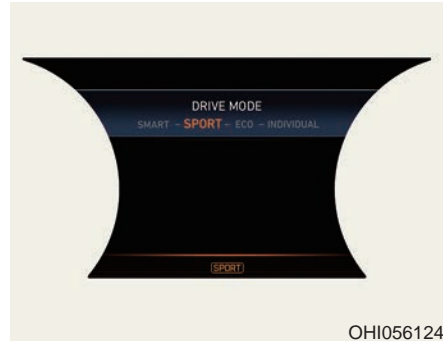 DRIVE MODE
SMART - SPORT - ECO - INDIVIDUAL
SPORT
OHI056124